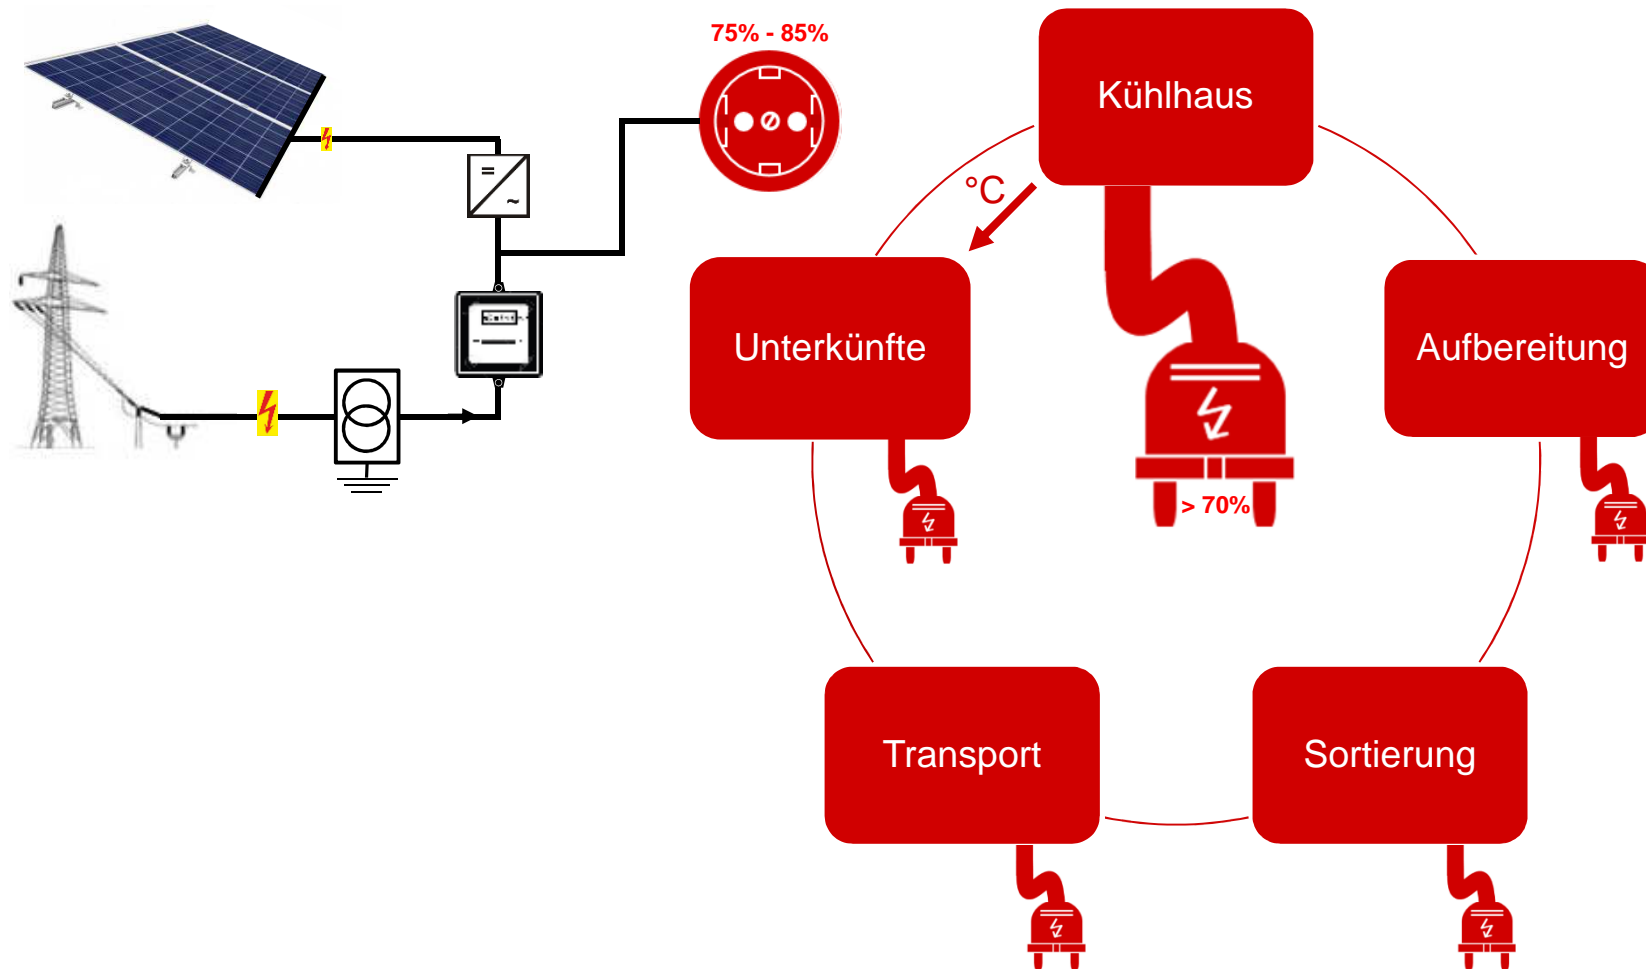 75% - 85%
Kühlhaus
°C
Unterkünfte
Aufbereitung
> 70%
Transport
Sortierung
=
~